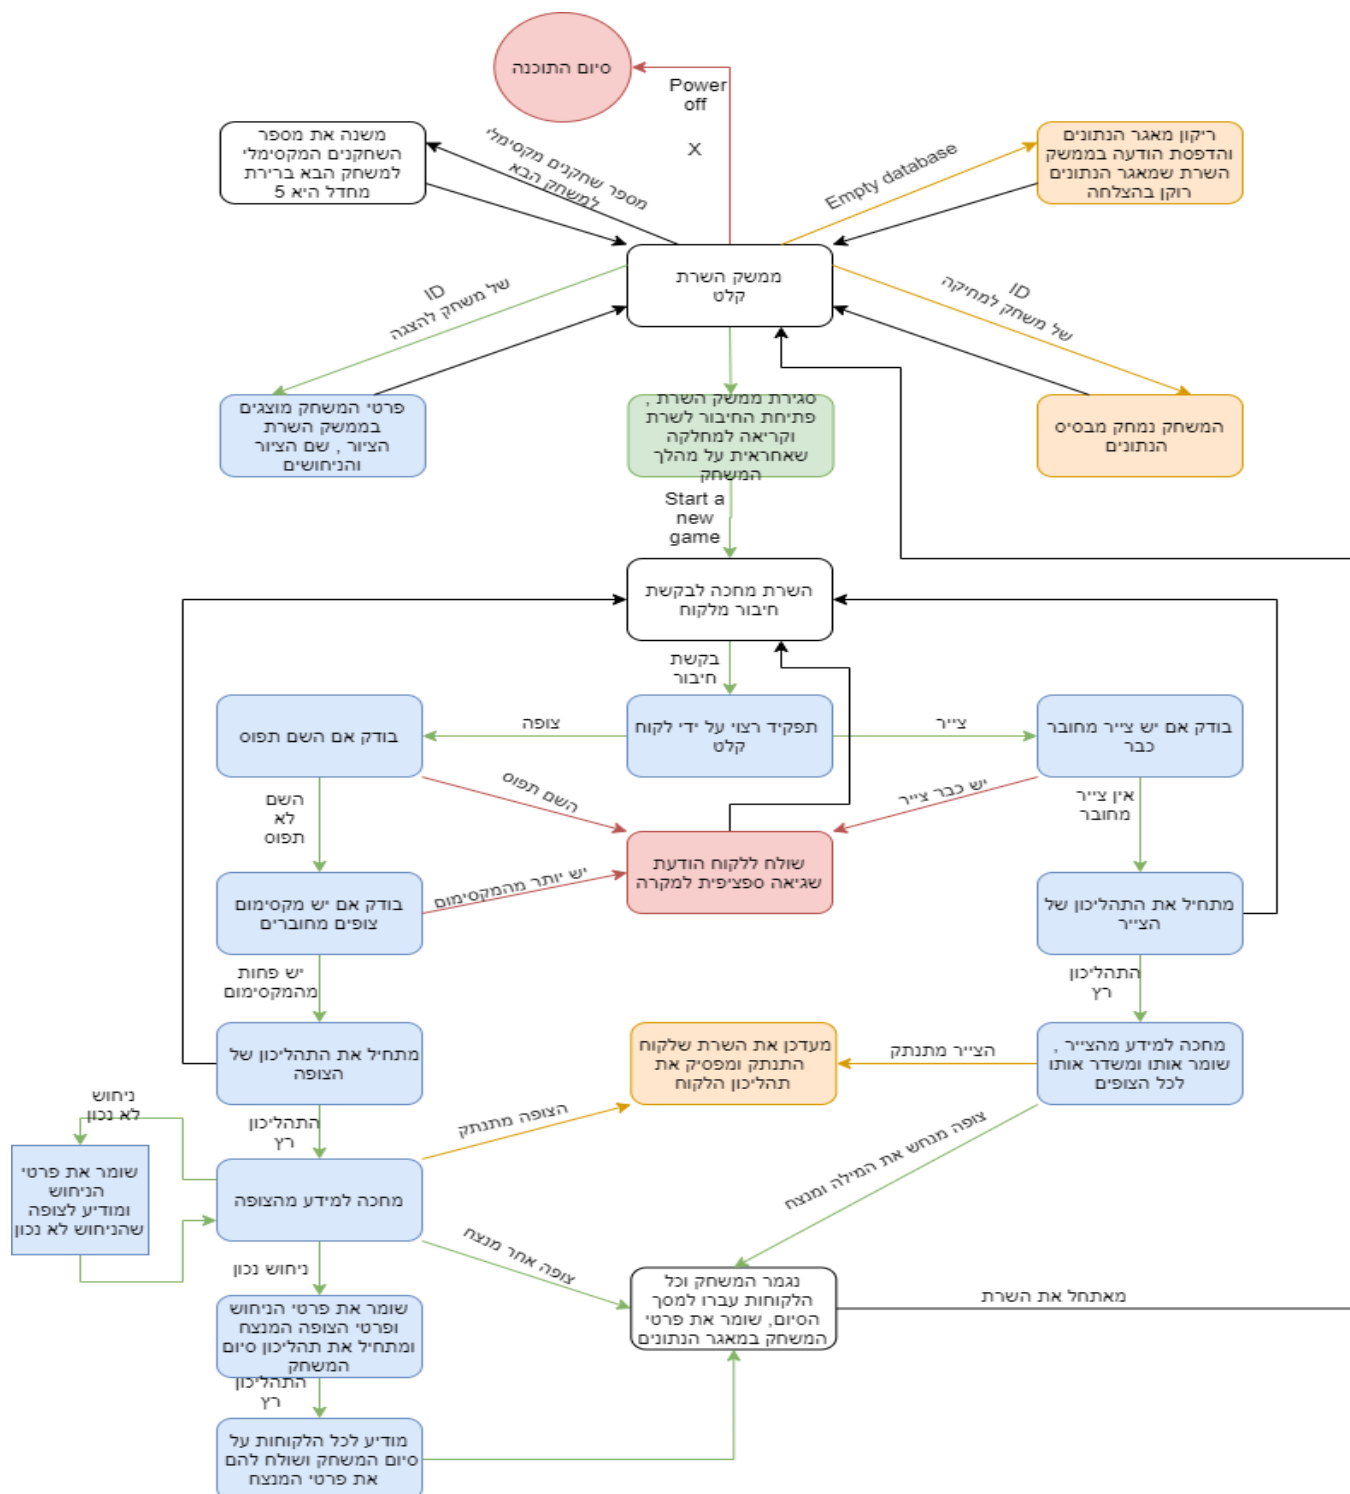 סיום התוכנה
Power
off
X
משנה את מספר
השחקנים המקסימלי
למשחק הבא ברירת
מחדל היא 5
מספר שחקנים מקסימלי
למשחק הבא
Empty database
ריקון מאגר הנתונים
והדפסת הודעה בממשק
השרת שמאגר הנתונים
רוקן בהצלחה
ממשק השרת
קלט
ID
של משחק להצגה
ID
של משחק למחיקה
פרטי המשחק מוצגים
בממשק השרת
הציור , שם הציור
והניחושים
סגירת ממשק השרת ,
פתיחת החיבור לשרת
וקריאה למחלקה
שאחראית על מהלך
המשחק
המשחק נמחק מבסיס
הנתונים
Start a
new
game
השרת מחכה לבקשת
חיבור מלקוח
בקשת
חיבור
בודק אם יש צייר מחובר
כבר
צייר
תפקיד רצוי על ידי לקוח
קלט
צופה
בודק אם השם תפוס
השם תפוס
יש כבר צייר
השם
לא
תפוס
אין צייר
מחובר
שולח ללקוח הודעת
שגיאה ספציפית למקרה
יש יותר מהמקסימום
בודק אם יש מקסימום
צופים מחוברים
מתחיל את התהליכון של
הצייר
יש פחות
מהמקסימום
התהליכון
רץ
מתחיל את התהליכון של
הצופה
מעדכן את השרת שלקוח
התנתק ומפסיק את
תהליכון הלקוח
הצייר מתנתק
מחכה למידע מהצייר ,
שומר אותו ומשדר אותו
לכל הצופים
ניחוש
לא נכון
התהליכון
רץ
הצופה מתנתק
צופה מנחש את המילה ומנצח
שומר את פרטי
הניחוש
ומודיע לצופה
שהניחוש לא נכון
מחכה למידע מהצופה
צופה אחר מנצח
ניחוש נכון
נגמר המשחק וכל
הלקוחות עברו למסך
הסיום, שומר את פרטי
המשחק במאגר הנתונים
מאתחל את השרת
שומר את פרטי הניחוש
ופרטי הצופה המנצח
ומתחיל את תהליכון סיום
המשחק
התהליכון
רץ
מודיע לכל הלקוחות על
סיום המשחק ושולח להם
את פרטי המנצח